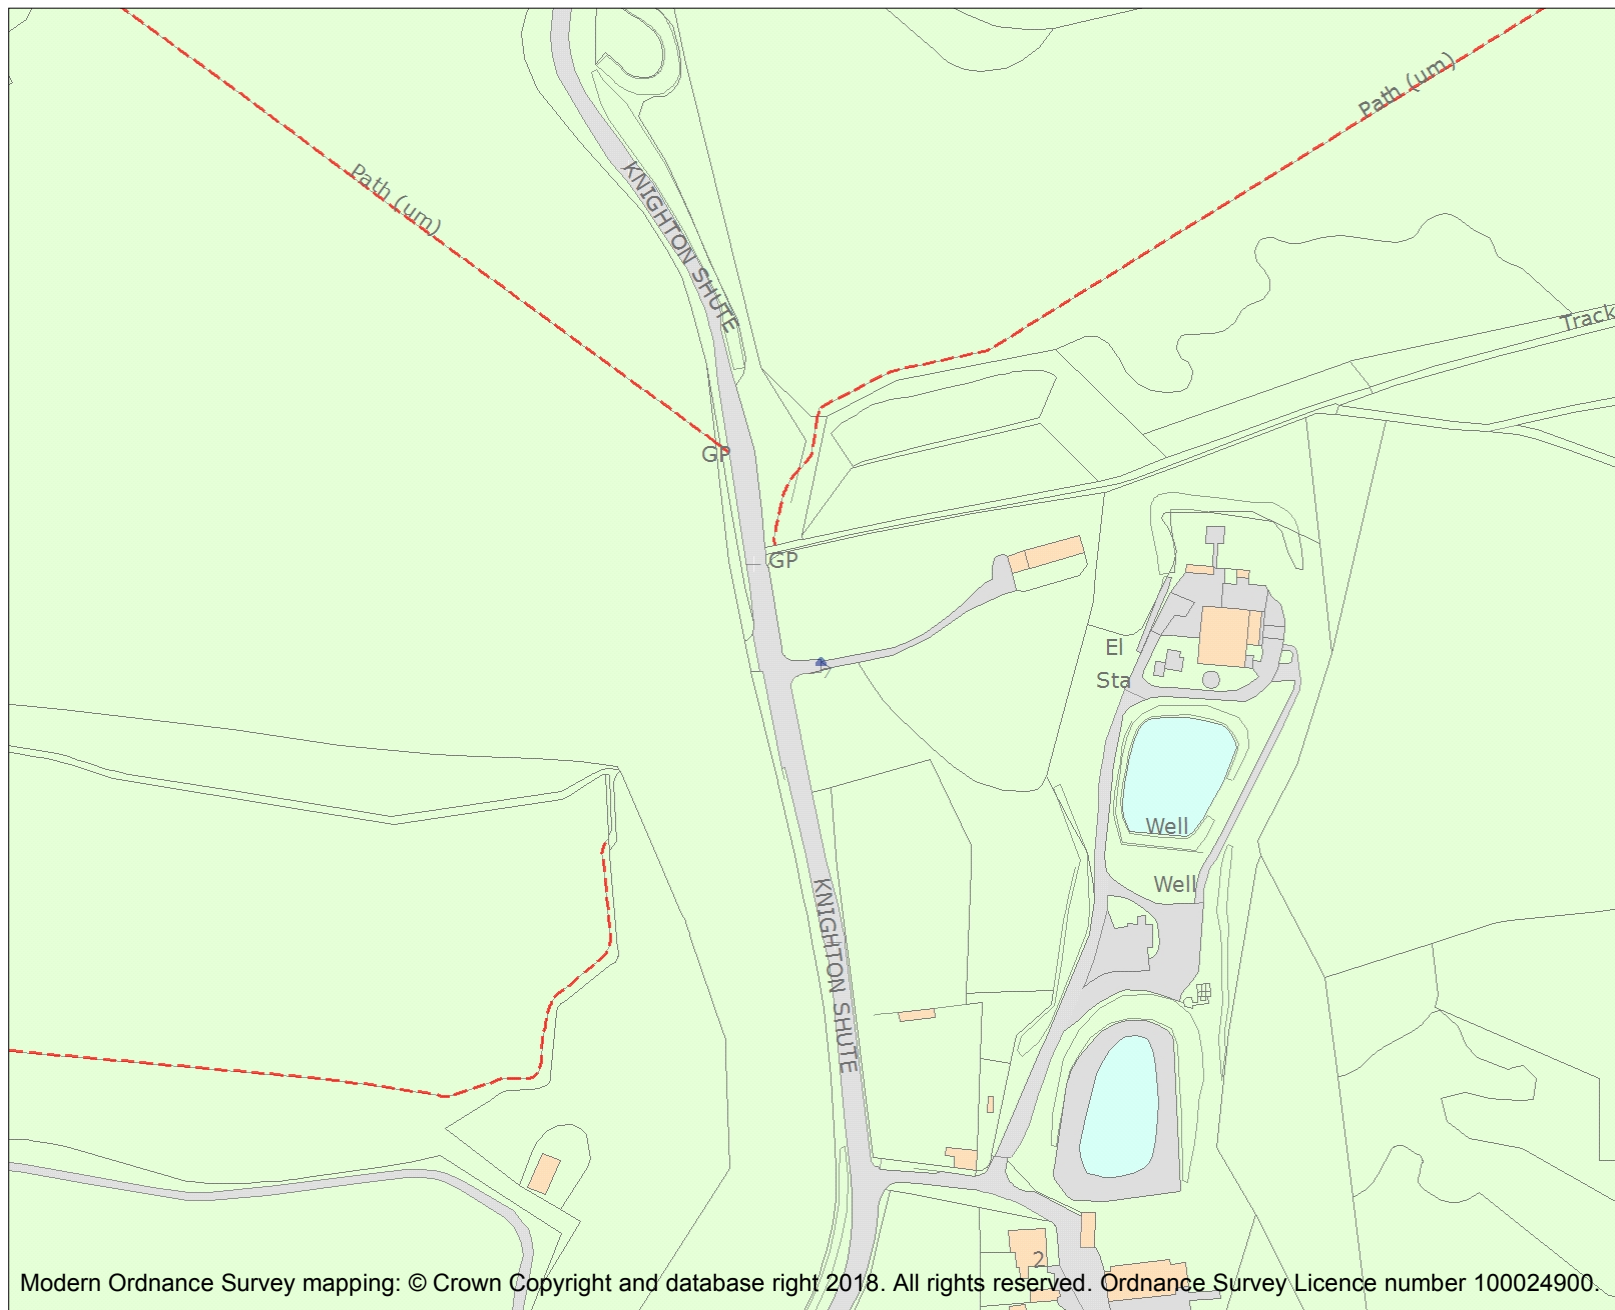 Path (um)
Path (um)
KNIGHTON SHUTE
Track
GP
GP
El
Sta
Well
Well
KNIGHTON SHUTE
2
Modern Ordnance Survey mapping: © Crown Copyright and database right 2018. All rights reserved. Ordnance Survey Licence number 100024900.